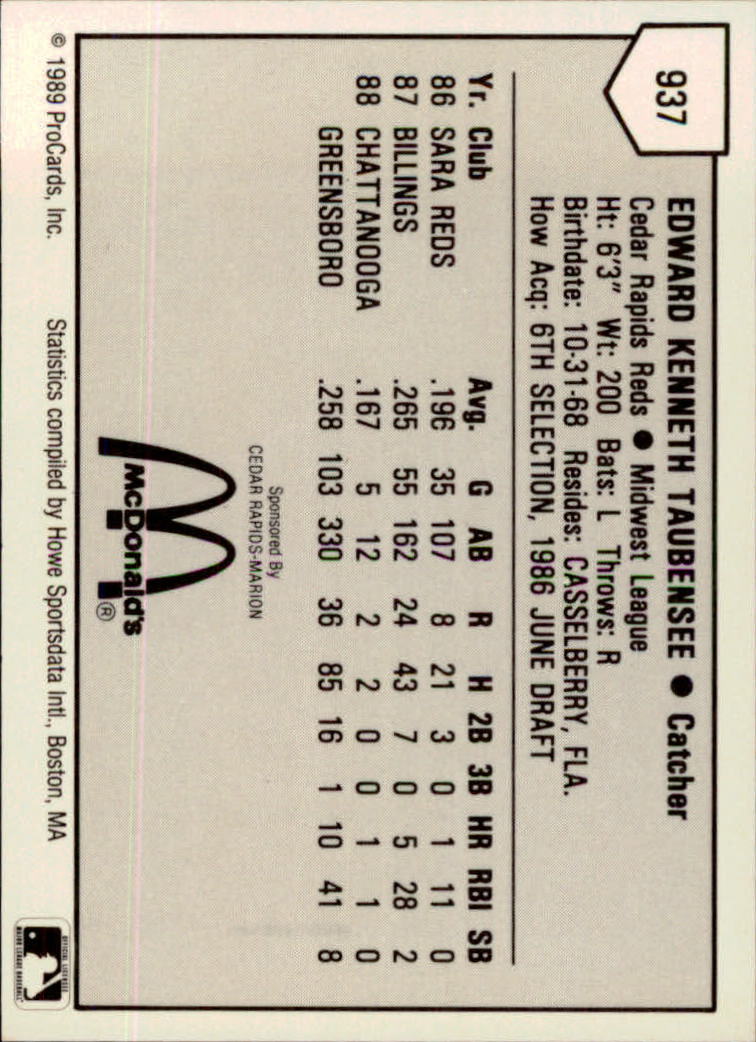 937
EDWARD KENNETH TAUBENSEE ● Catcher
Cedar Rapids Reds ● Midwest League
Ht: 6'3" Wt: 200 Bats: L Throws: R
Birthdate: 10-31-68 Resides: CASSELBERRY, FLA.
How Acq: 6TH SELECTION, 1986 JUNE DRAFT
Yr. Club Avg. G AB R H 2B 3B HR RBI SB
86 SARA REDS .196 35 107 8 21 3 0 1 11 0
87 BILLINGS .265 55 162 24 43 7 0 5 28 2
88 CHATTANOOGA .167 5 12 2 2 0 0 1 1 0
GREENSBORO .258 103 330 36 85 16 1 10 41 8
Sponsored By
CEDAR RAPIDS-MARION
McDonald's®
© 1989 ProCards, Inc. Statistics compiled by Howe Sportsdata Intl., Boston, MA
OFFICIAL LICENSEE
MAJOR LEAGUE BASEBALL